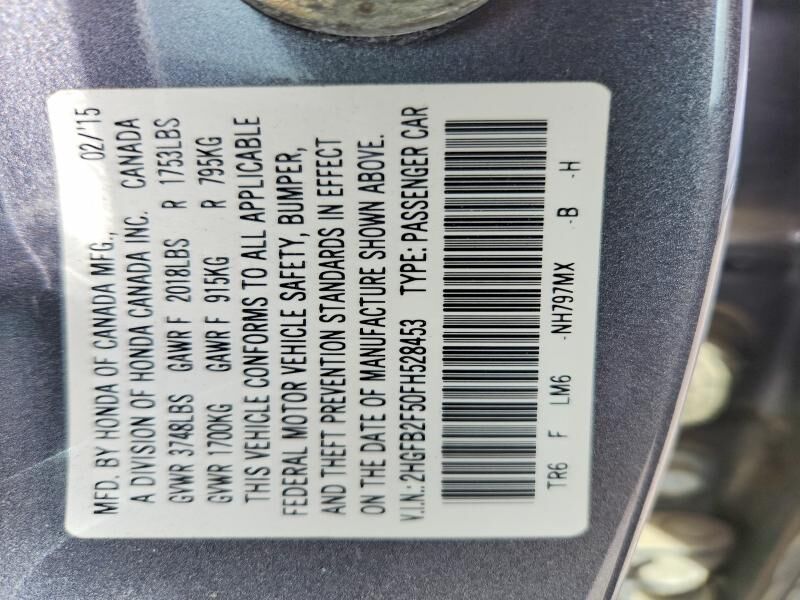 MFD. BY HONDA OF CANADA MFG., 02/'15
A DIVISION OF HONDA CANADA INC. CANADA
GVWR 3748LBS GAWR F 2018LBS R 1753LBS
GVWR 1700KG GAWR F 915KG R 795KG
THIS VEHICLE CONFORMS TO ALL APPLICABLE
FEDERAL MOTOR VEHICLE SAFETY, BUMPER,
AND THEFT PREVENTION STANDARDS IN EFFECT
ON THE DATE OF MANUFACTURE SHOWN ABOVE.
V.I.N.: 2HGFB2F50FH528453 TYPE: PASSENGER CAR
TR6 F LM6 -NH797MX -B -H